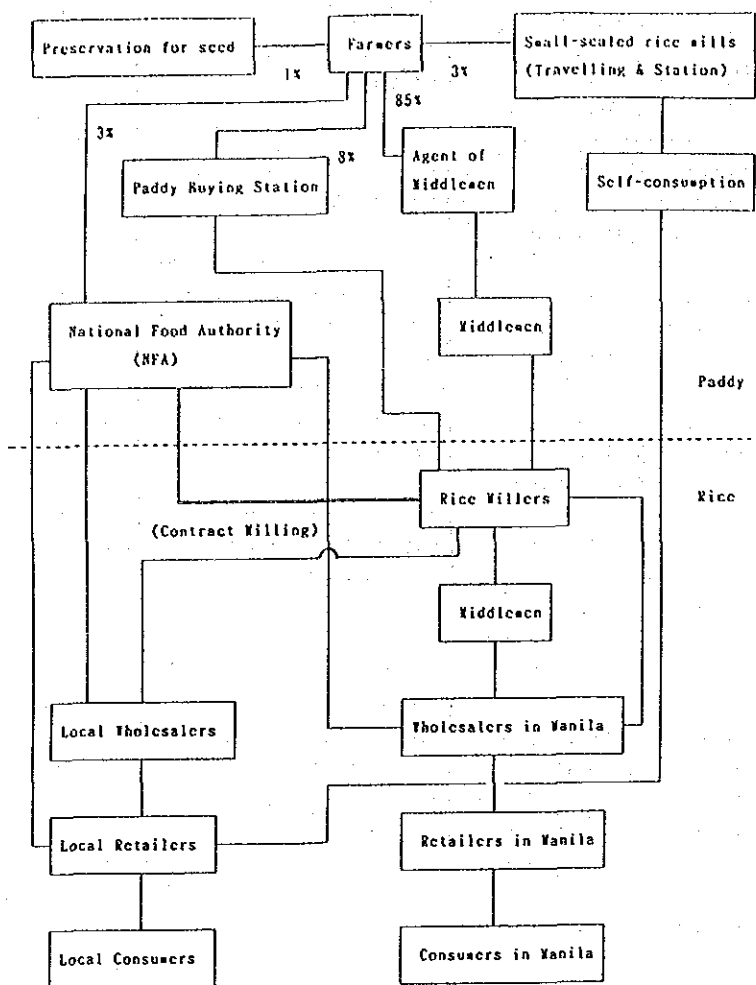 Preservation for seed
Farmers
Small-scaled rice mills
(Travelling & Station)
1%
3%
85%
3%
8%
Paddy Buying Station
Agent of
Middlemen
Self-consumption
National Food Authority
(NFA)
Middlemen
Paddy
Rice Millers
Rice
(Contract Milling)
Middlemen
Local Wholesalers
Wholesalers in Manila
Local Retailers
Retailers in Manila
Local Consumers
Consumers in Manila